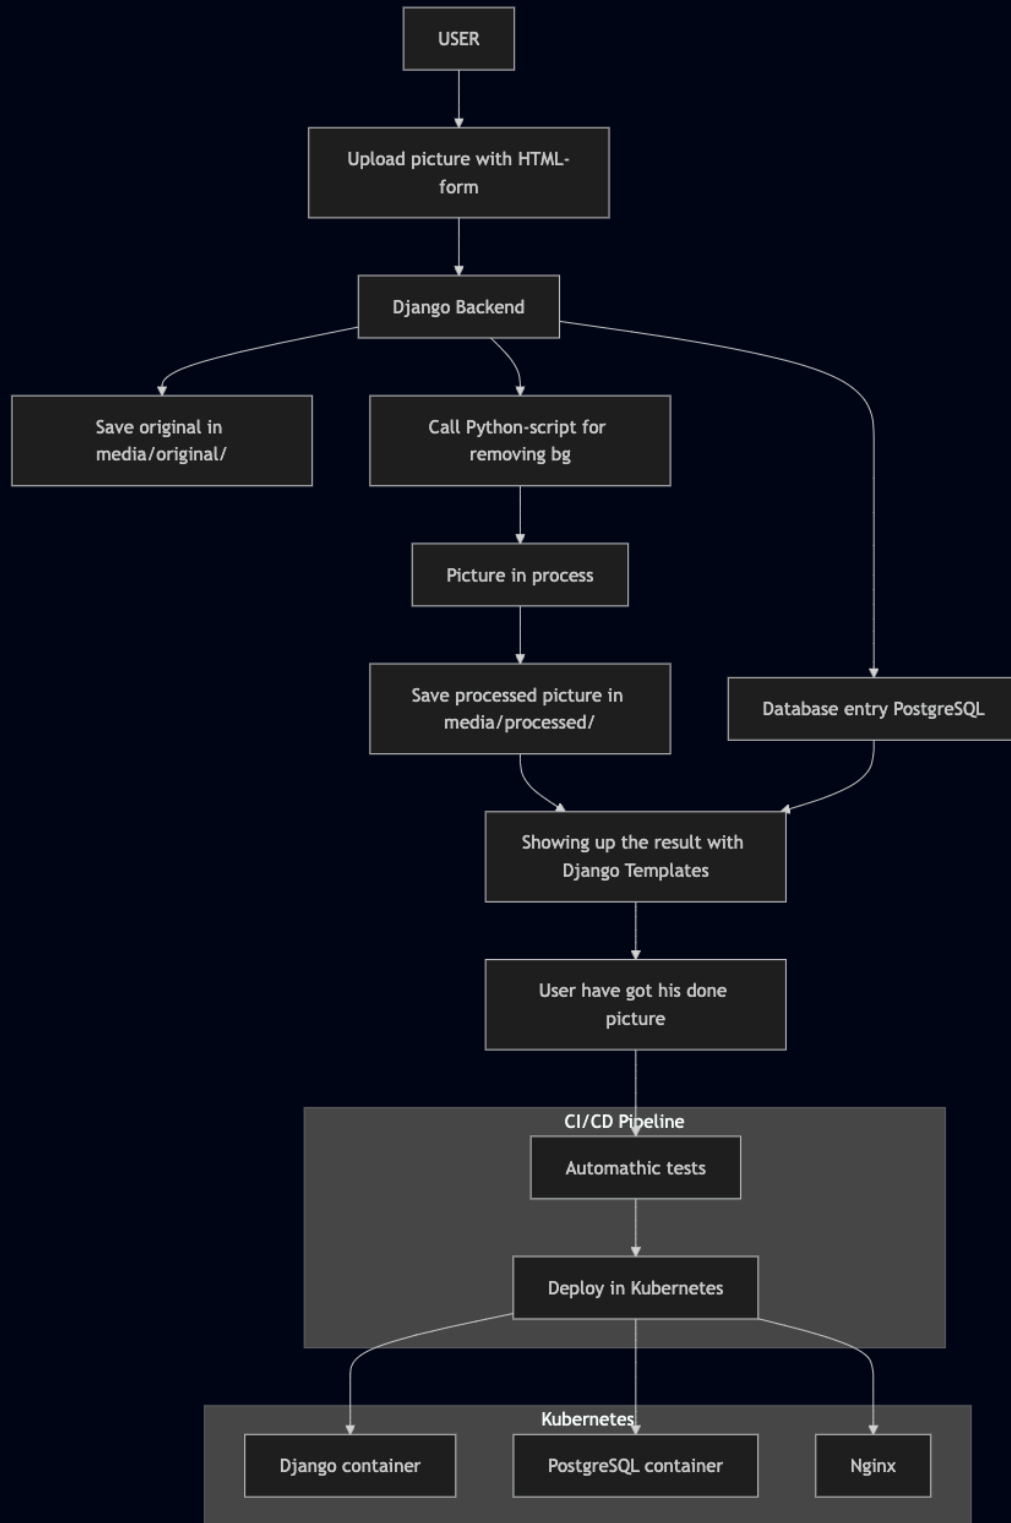 USER
Upload picture with HTML-
form
Django Backend
Save original in
media/original/
Call Python-script for
removing bg
Picture in process
Save processed picture in
media/processed/
Database entry PostgreSQL
Showing up the result with
Django Templates
User have got his done
picture
CI/CD Pipeline
Automathic tests
Deploy in Kubernetes
Kubernetes
Django container
PostgreSQL container
Nginx